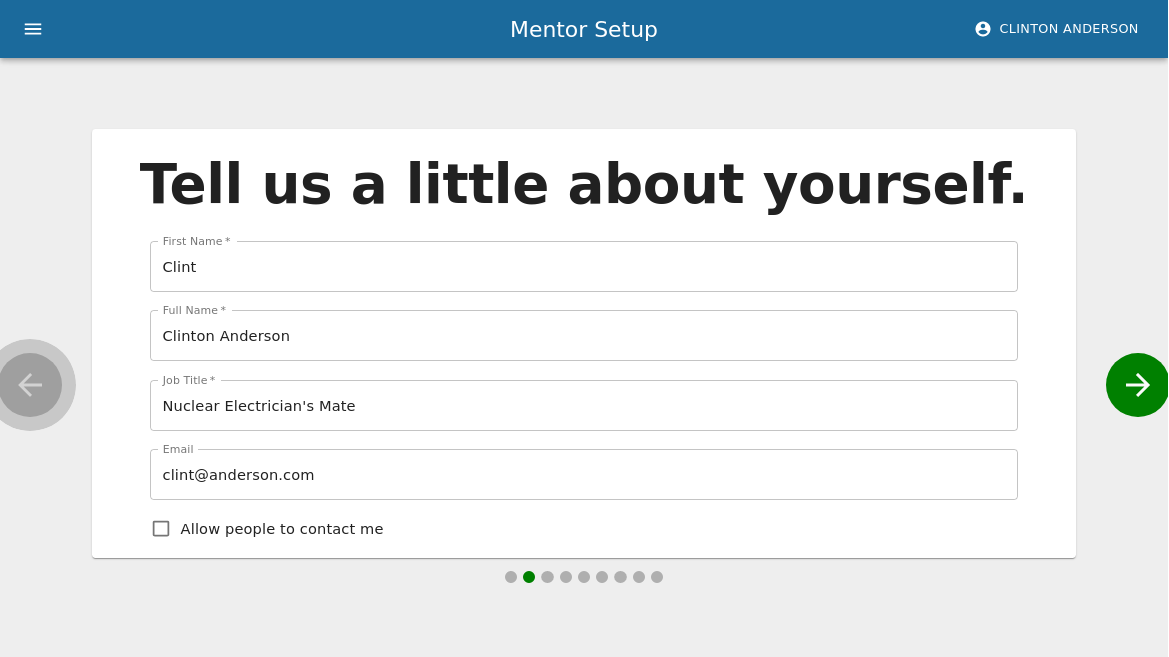 Mentor Setup
CLINTON ANDERSON
Tell us a little about yourself.
First Name *
Clint
Full Name *
Clinton Anderson
Job Title *
Nuclear Electrician's Mate
Email
clint@anderson.com
Allow people to contact me